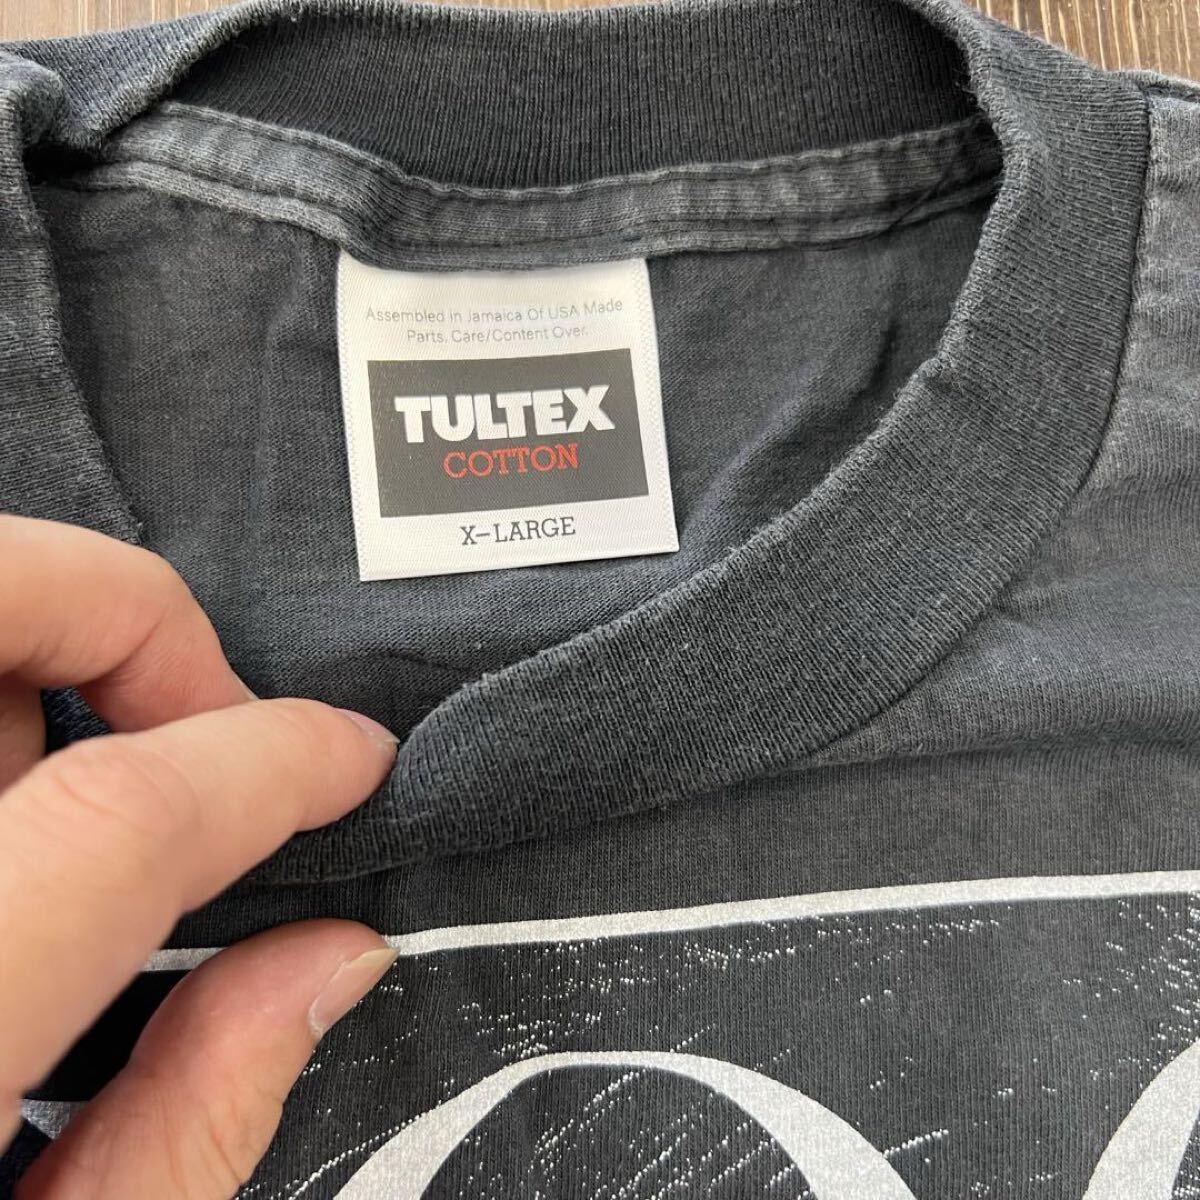 Assembled in Jamaica Of USA Made
Parts. Care/Content Over.
TULTEX
COTTON
X-LARGE